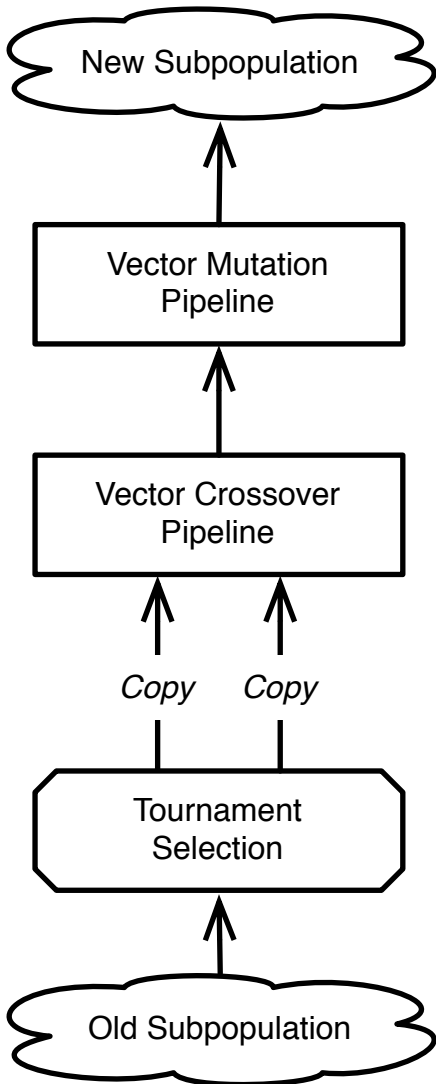 New Subpopulation
Vector Mutation
Pipeline
Vector Crossover
Pipeline
Copy Copy
Tournament
Selection
Old Subpopulation